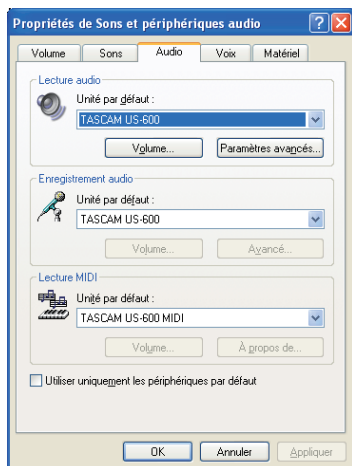 Propriétés de Sons et périphériques audio
Volume Sons Audio Voix Matériel
Lecture audio
Unité par défaut :
TASCAM US-600
Volume... Paramètres avancés...
Enregistrement audio
Unité par défaut :
TASCAM US-600
Volume... Avancé...
Lecture MIDI
Unité par défaut :
TASCAM US-600 MIDI
Volume... À propos de...
Utiliser uniquement les périphériques par défaut
OK Annuler Appliquer